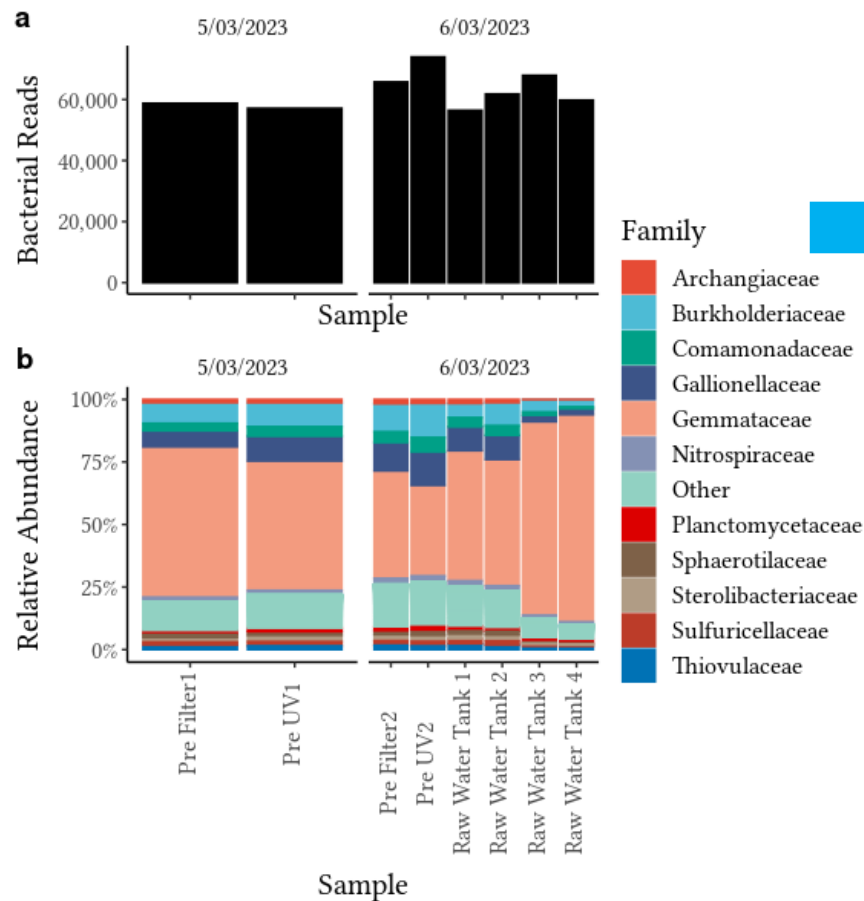 a
5/03/2023
6/03/2023
Bacterial Reads
60,000
40,000
20,000
0
Sample
Family
Archangiaceae
Burkholderiaceae
Comamonadaceae
Gallionellaceae
Gemmataceae
Nitrospiraceae
Other
Planctomycetaceae
Sphaerotilaceae
Sterolibacteriaceae
Sulfuricellaceae
Thiovulaceae
b
5/03/2023
6/03/2023
Relative Abundance
100%
75%
50%
25%
0%
Pre Filter1
Pre UV1
Pre Filter2
Pre UV2
Raw Water Tank 1
Raw Water Tank 2
Raw Water Tank 3
Raw Water Tank 4
Sample